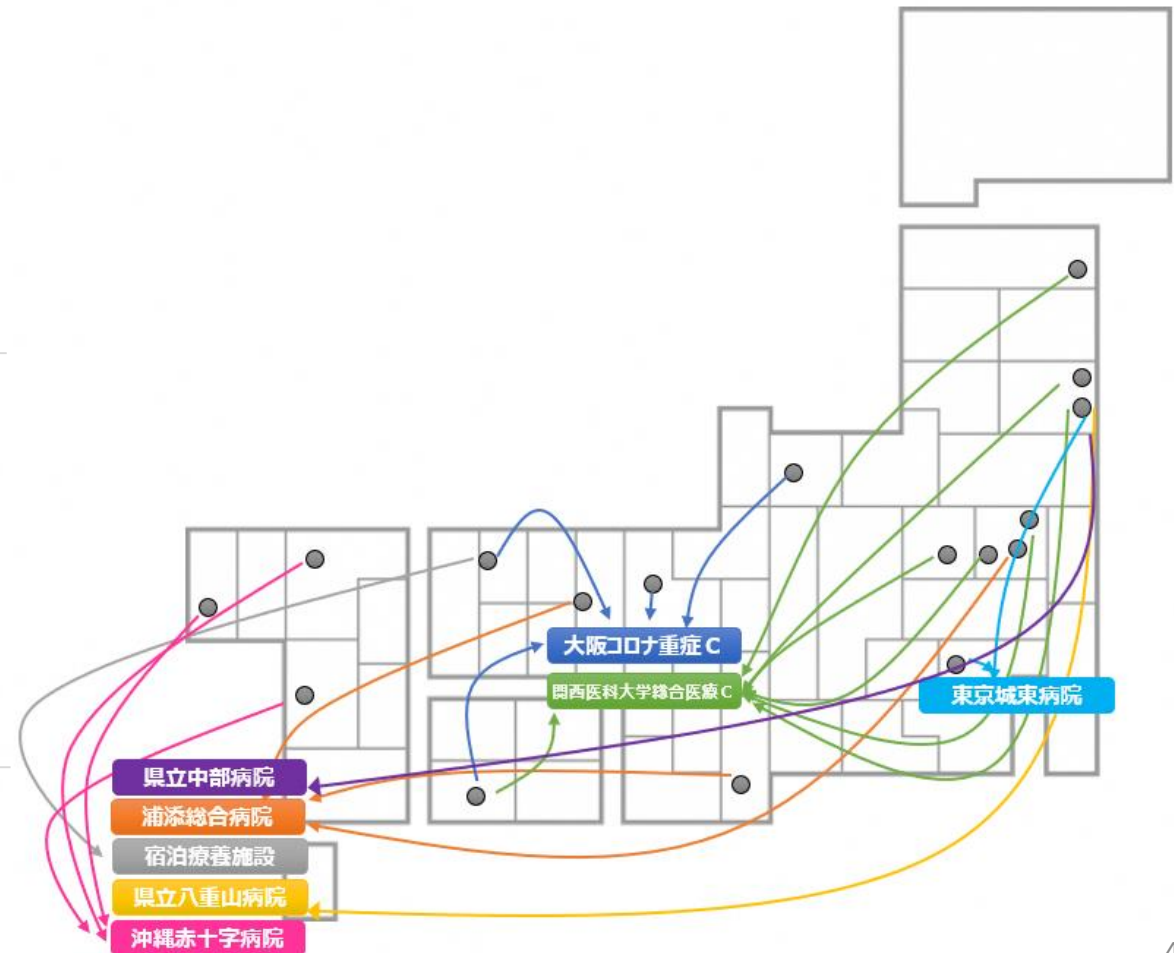 大阪コロナ重症C
関西医科大学総合医療C
東京城東病院
県立中部病院
浦添総合病院
宿泊療養施設
県立八重山病院
沖縄赤十字病院